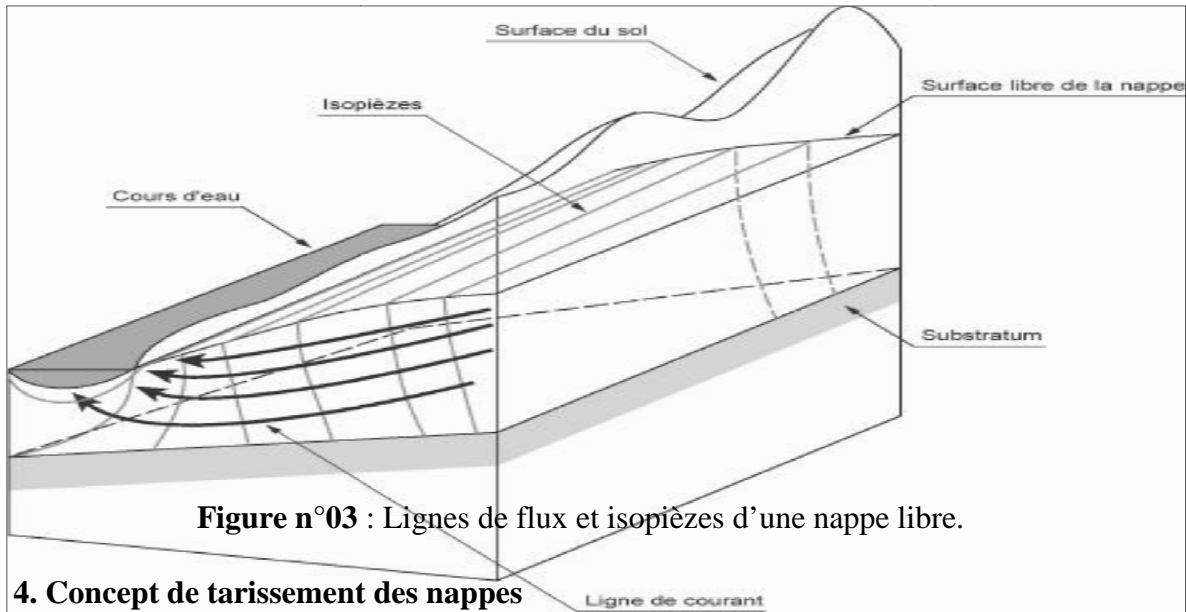 Surface du sol
Surface libre de la nappe
Isopièzes
Cours d'eau
Substratum
Figure n°03 : Lignes de flux et isopièzes d’une nappe libre.
4. Concept de tarissement des nappes
Ligne de courant